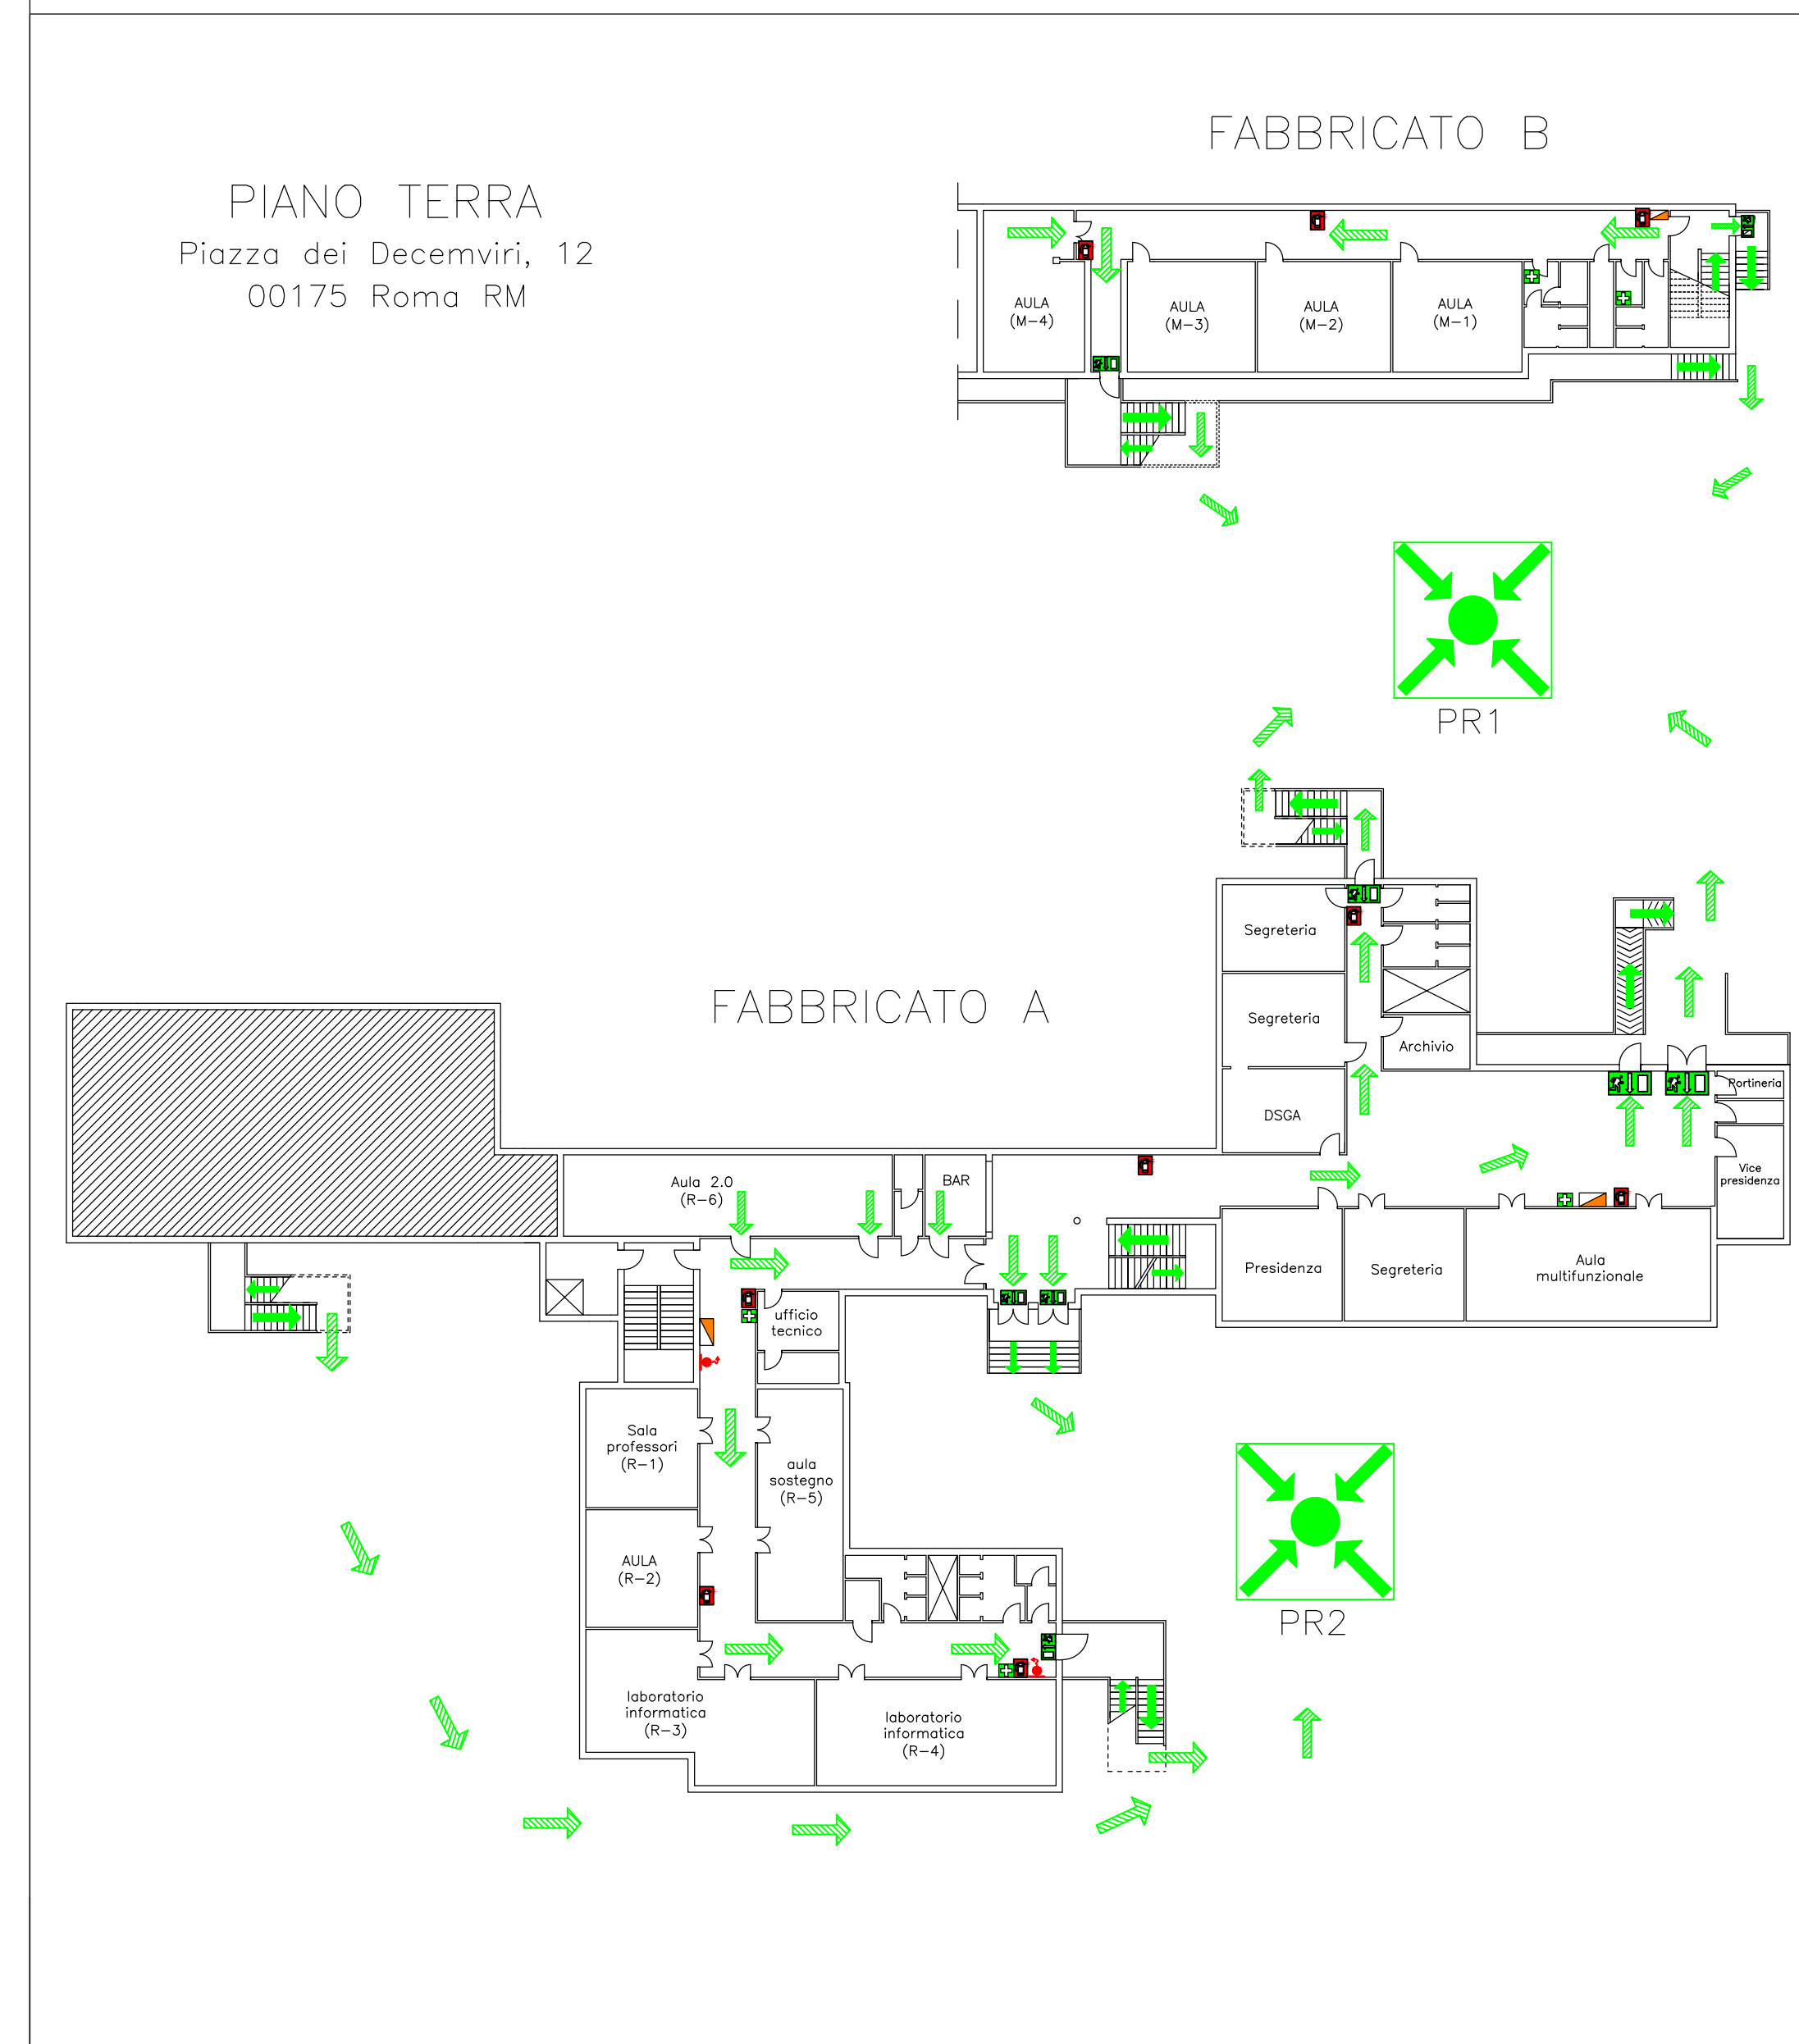 FABBRICATO B
PIANO TERRA
Piazza dei Decemviri, 12
00175 Roma RM
AULA
(M-4)
AULA
(M-3)
AULA
(M-2)
AULA
(M-1)
PR1
FABBRICATO A
Segreteria
Segreteria
Archivio
DSGA
Portineria
Vice
presidenza
Aula 2.0
(R-6)
BAR
Presidenza
Segreteria
Aula
multifunzionale
ufficio
tecnico
Sala
professori
(R-1)
aula
sostegno
(R-5)
AULA
(R-2)
PR2
laboratorio
informatica
(R-3)
laboratorio
informatica
(R-4)